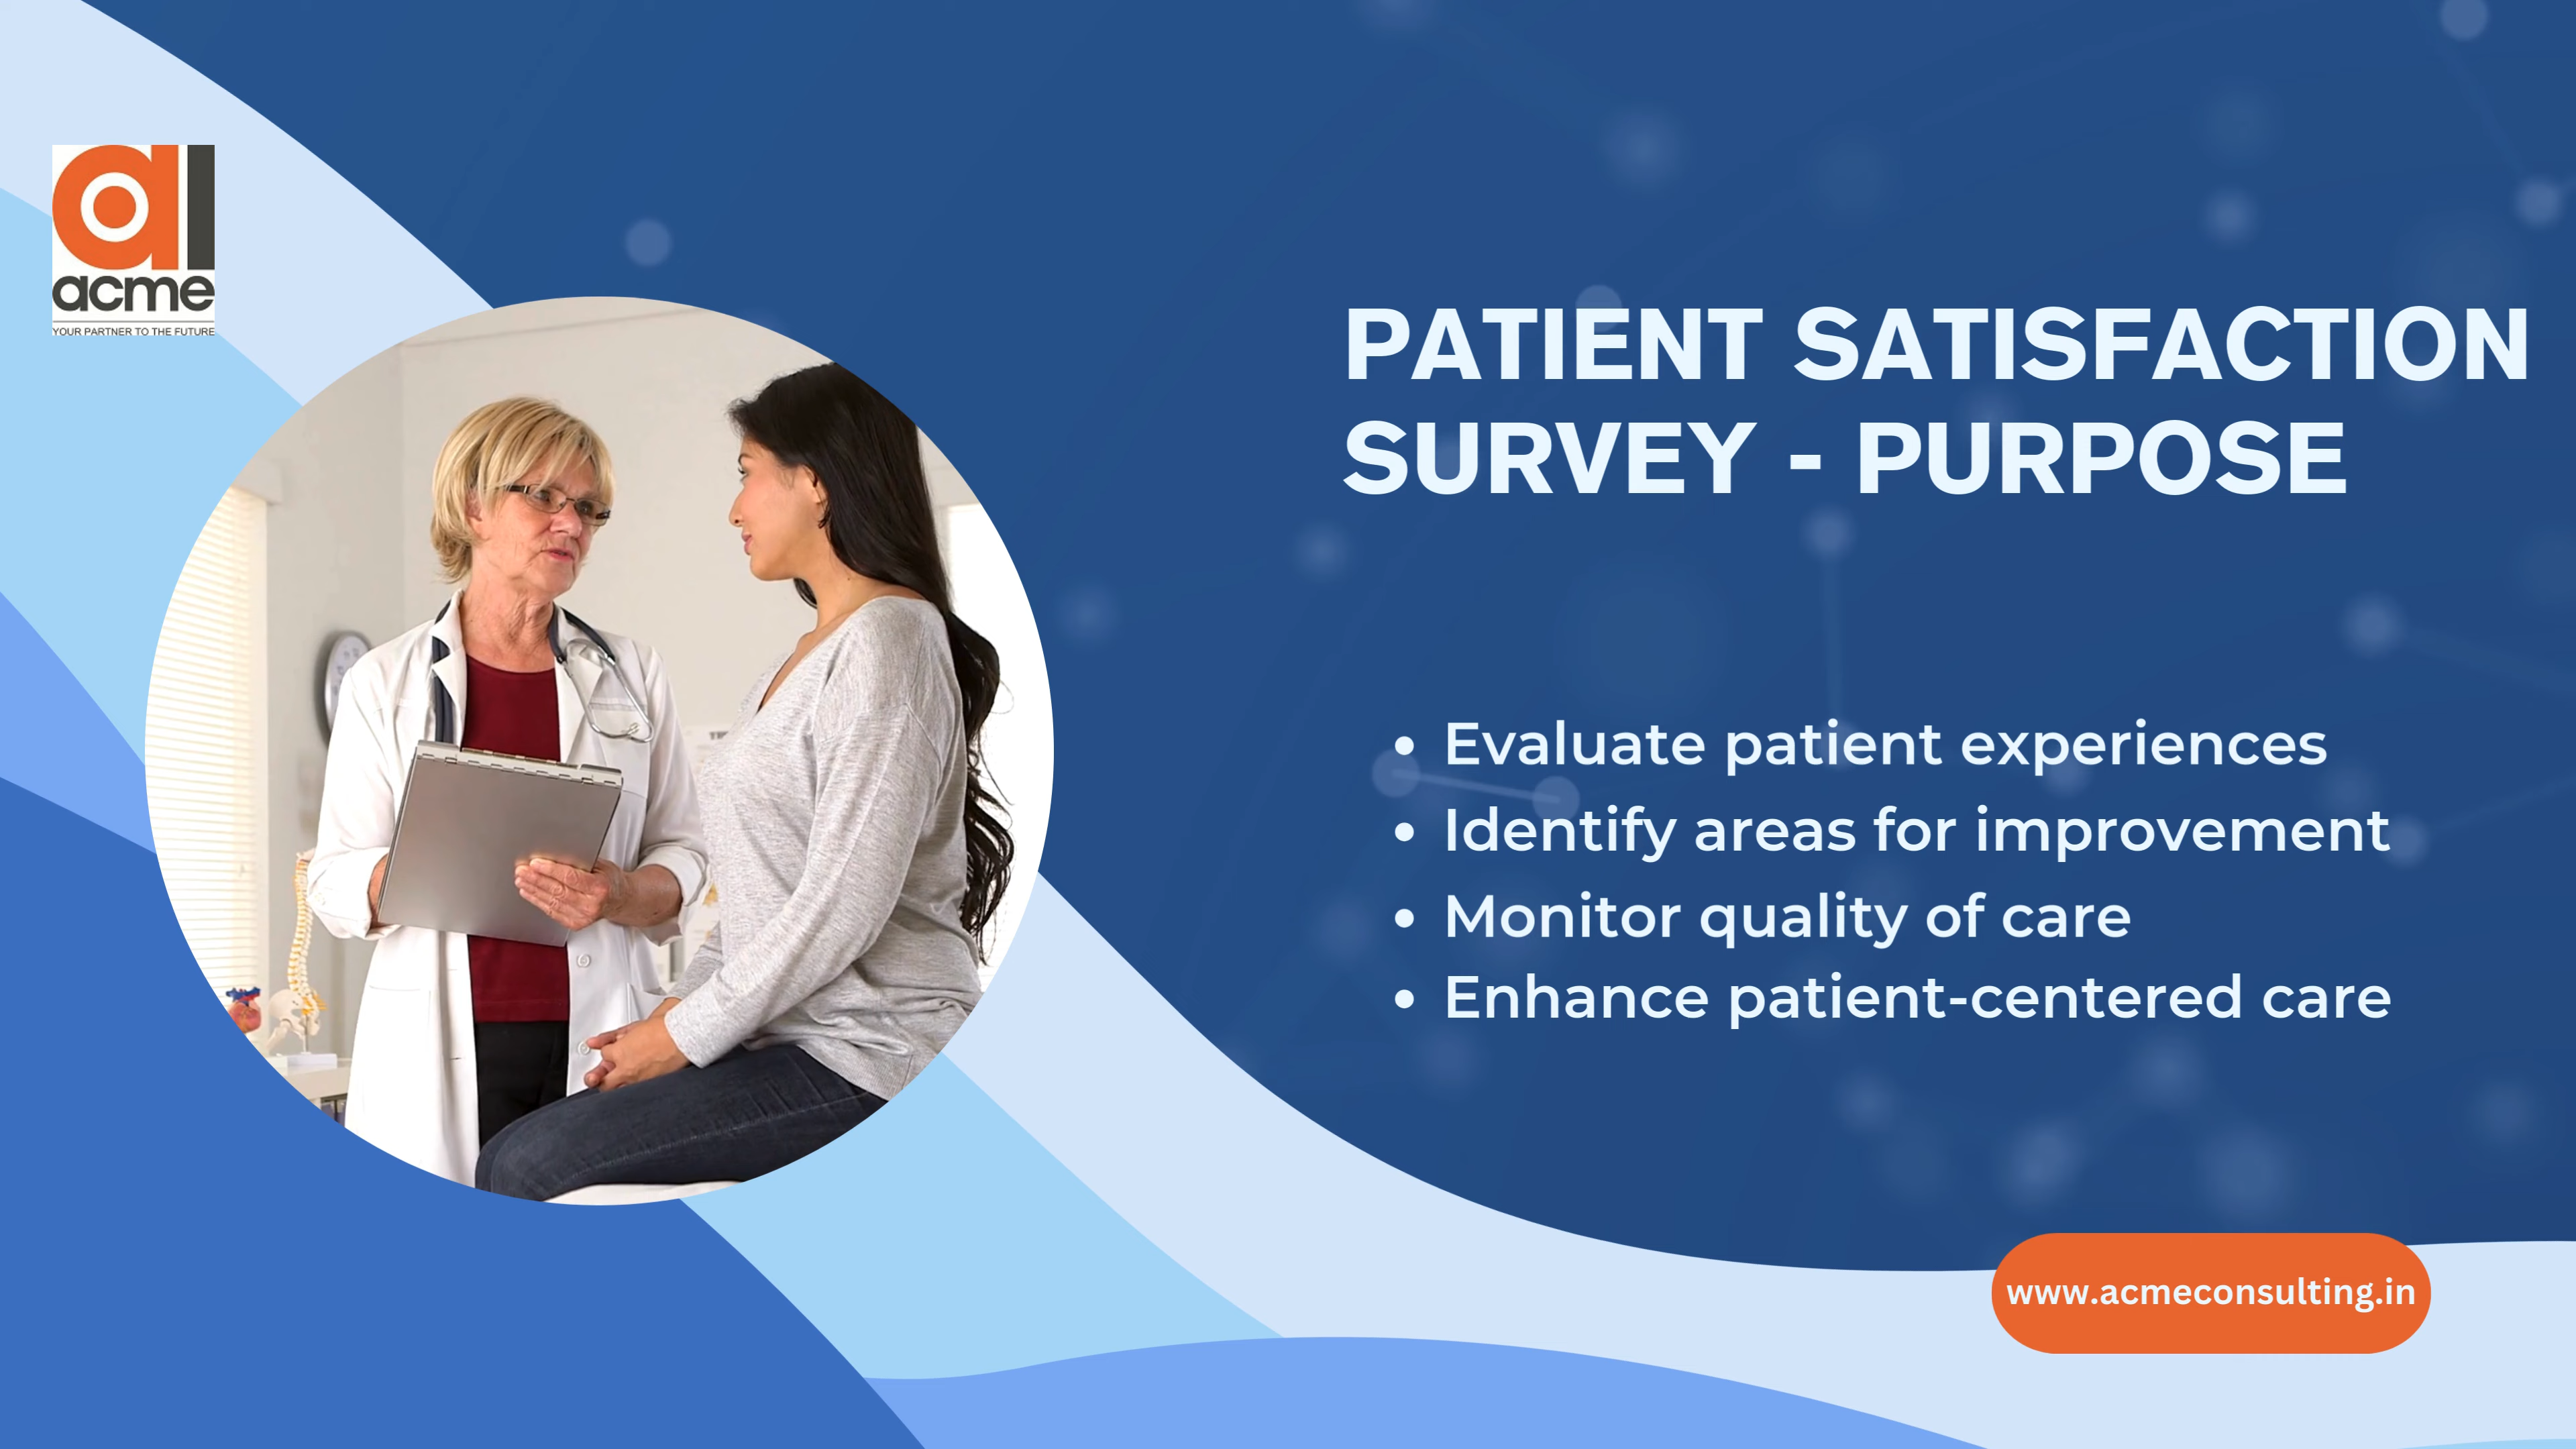 acme
YOUR PARTNER TO THE FUTURE
PATIENT SATISFACTION
SURVEY - PURPOSE
• Evaluate patient experiences
• Identify areas for improvement
• Monitor quality of care
• Enhance patient-centered care
www.acmeconsulting.in